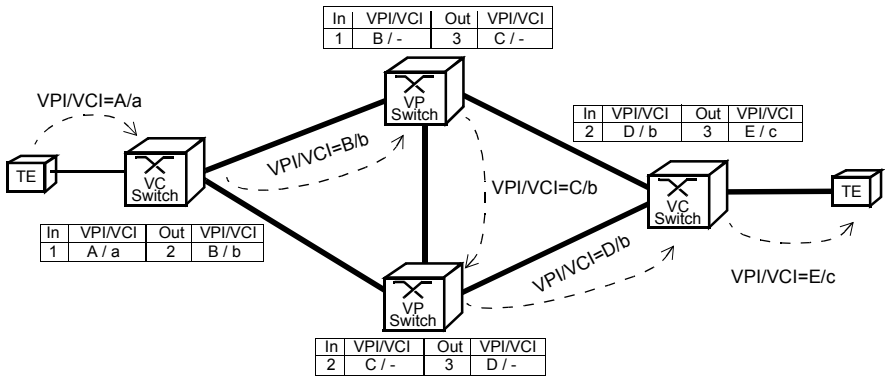 In VPI/VCI Out VPI/VCI
1 B / - 3 C / -
VP
Switch
VPI/VCI=A/a
In VPI/VCI Out VPI/VCI
2 D / b 3 E / c
VPI/VCI=B/b
TE
VC
Switch
VPI/VCI=C/b
VC
Switch
TE
In VPI/VCI Out VPI/VCI
1 A / a 2 B / b
VPI/VCI=D/b
VPI/VCI=E/c
VP
Switch
In VPI/VCI Out VPI/VCI
2 C / - 3 D / -